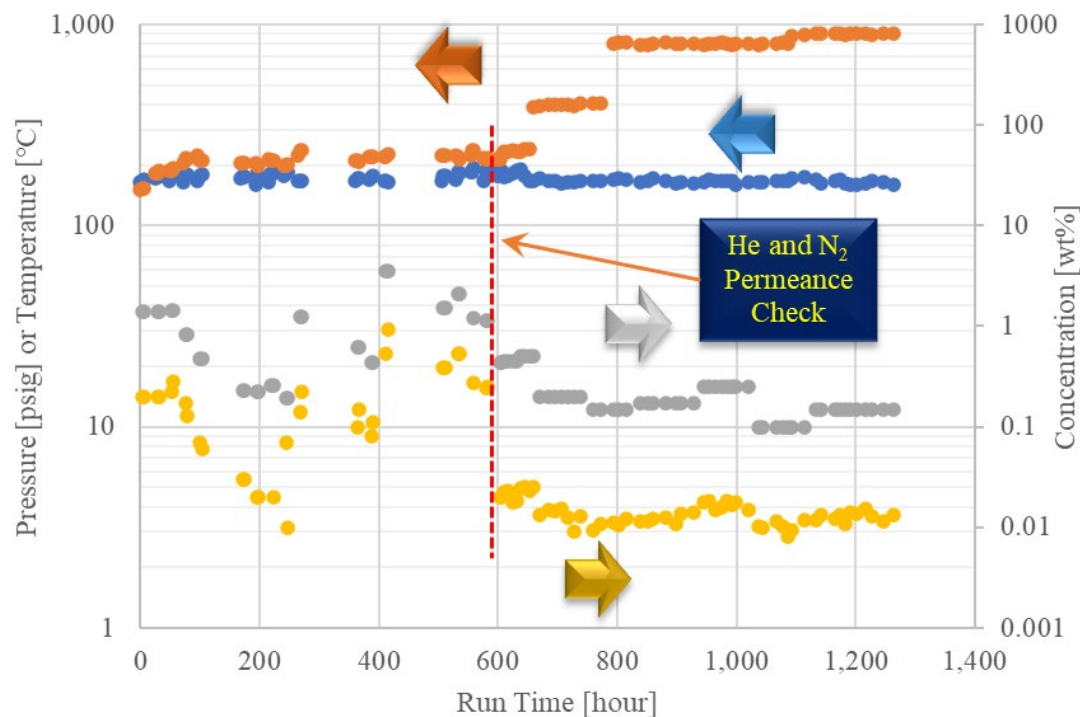 1,000
100
10
1
Pressure [psig] or Temperature [°C]
1000
100
10
1
0.1
0.01
0.001
Concentration [wt%]
He and N₂
Permeance
Check
0 200 400 600 800 1,000 1,200 1,400
Run Time [hour]